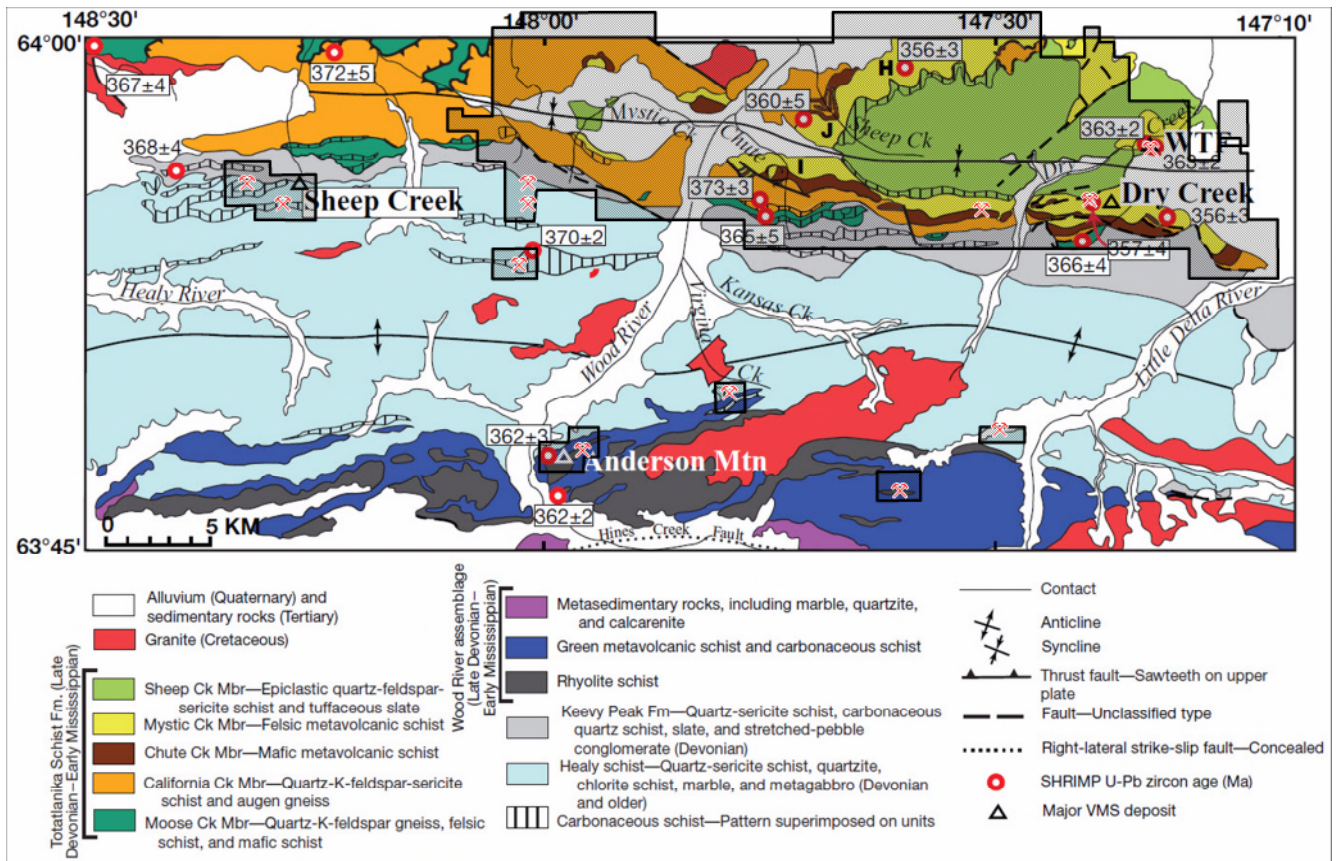 148°30'
148°00'
147°30'
147°10'
64°00'
367±4
372±5
356±3
H
360±5
J
Mystic Ck
Chute
Sheep Ck
363±2
Creek
WTF
363±2
368±4
I
Dry
Sheep Creek
373±3
Dry Creek
365±5
356±3
357±4
366±4
370±2
Healy River
Wood River
Virginia
Ck
Kansas Ck
Little Delta River
362±3
Anderson Mtn
362±2
0 5 KM
Hines Creek Fault
63°45'
Alluvium (Quaternary) and
sedimentary rocks (Tertiary)
Granite (Cretaceous)
Totatlanika Schist Fm. (Late
Devonian–Early Mississippian)
Sheep Ck Mbr—Epiclastic quartz-feldspar-
sericite schist and tuffaceous slate
Mystic Ck Mbr—Felsic metavolcanic schist
Chute Ck Mbr—Mafic metavolcanic schist
California Ck Mbr—Quartz-K-feldspar-sericite
schist and augen gneiss
Moose Ck Mbr—Quartz-K-feldspar gneiss, felsic
schist, and mafic schist
Wood River assemblage
(Late Devonian–
Early Mississippian)
Metasedimentary rocks, including marble, quartzite,
and calcarenite
Green metavolcanic schist and carbonaceous schist
Rhyolite schist
Keevy Peak Fm—Quartz-sericite schist, carbonaceous
quartz schist, slate, and stretched-pebble
conglomerate (Devonian)
Healy schist—Quartz-sericite schist, quartzite,
chlorite schist, marble, and metagabbro (Devonian
and older)
Carbonaceous schist—Pattern superimposed on units
Contact
Anticline
Syncline
Thrust fault—Sawteeth on upper
plate
Fault—Unclassified type
Right-lateral strike-slip fault—Concealed
SHRIMP U-Pb zircon age (Ma)
Major VMS deposit